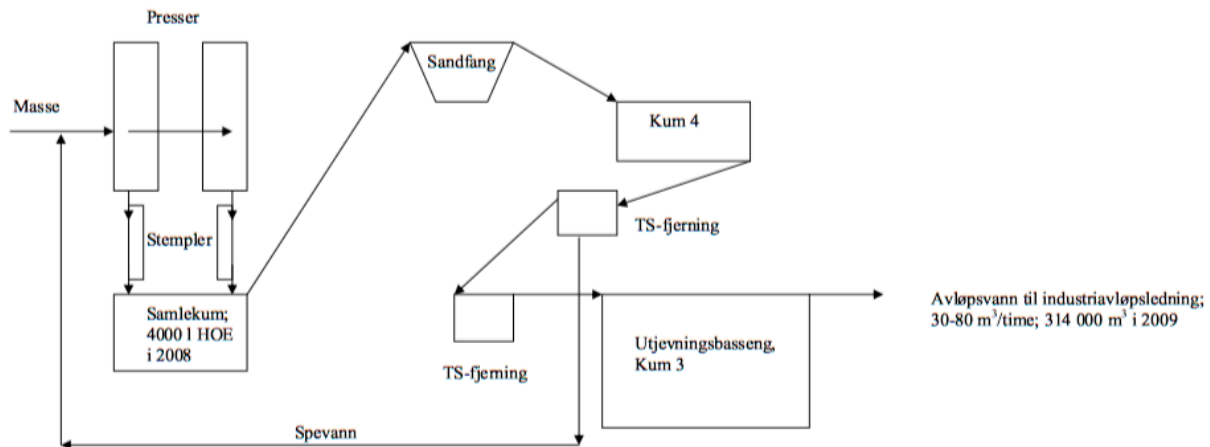 Presser
Masse
Stempler
Samlekum;
4000 l HOE
i 2008
Sandfang
Kum 4
TS-fjerning
TS-fjerning
Utjevningsbasseng,
Kum 3
Avløpsvann til industriavløpsledning;
30-80 m³/time; 314 000 m³ i 2009
Spevann